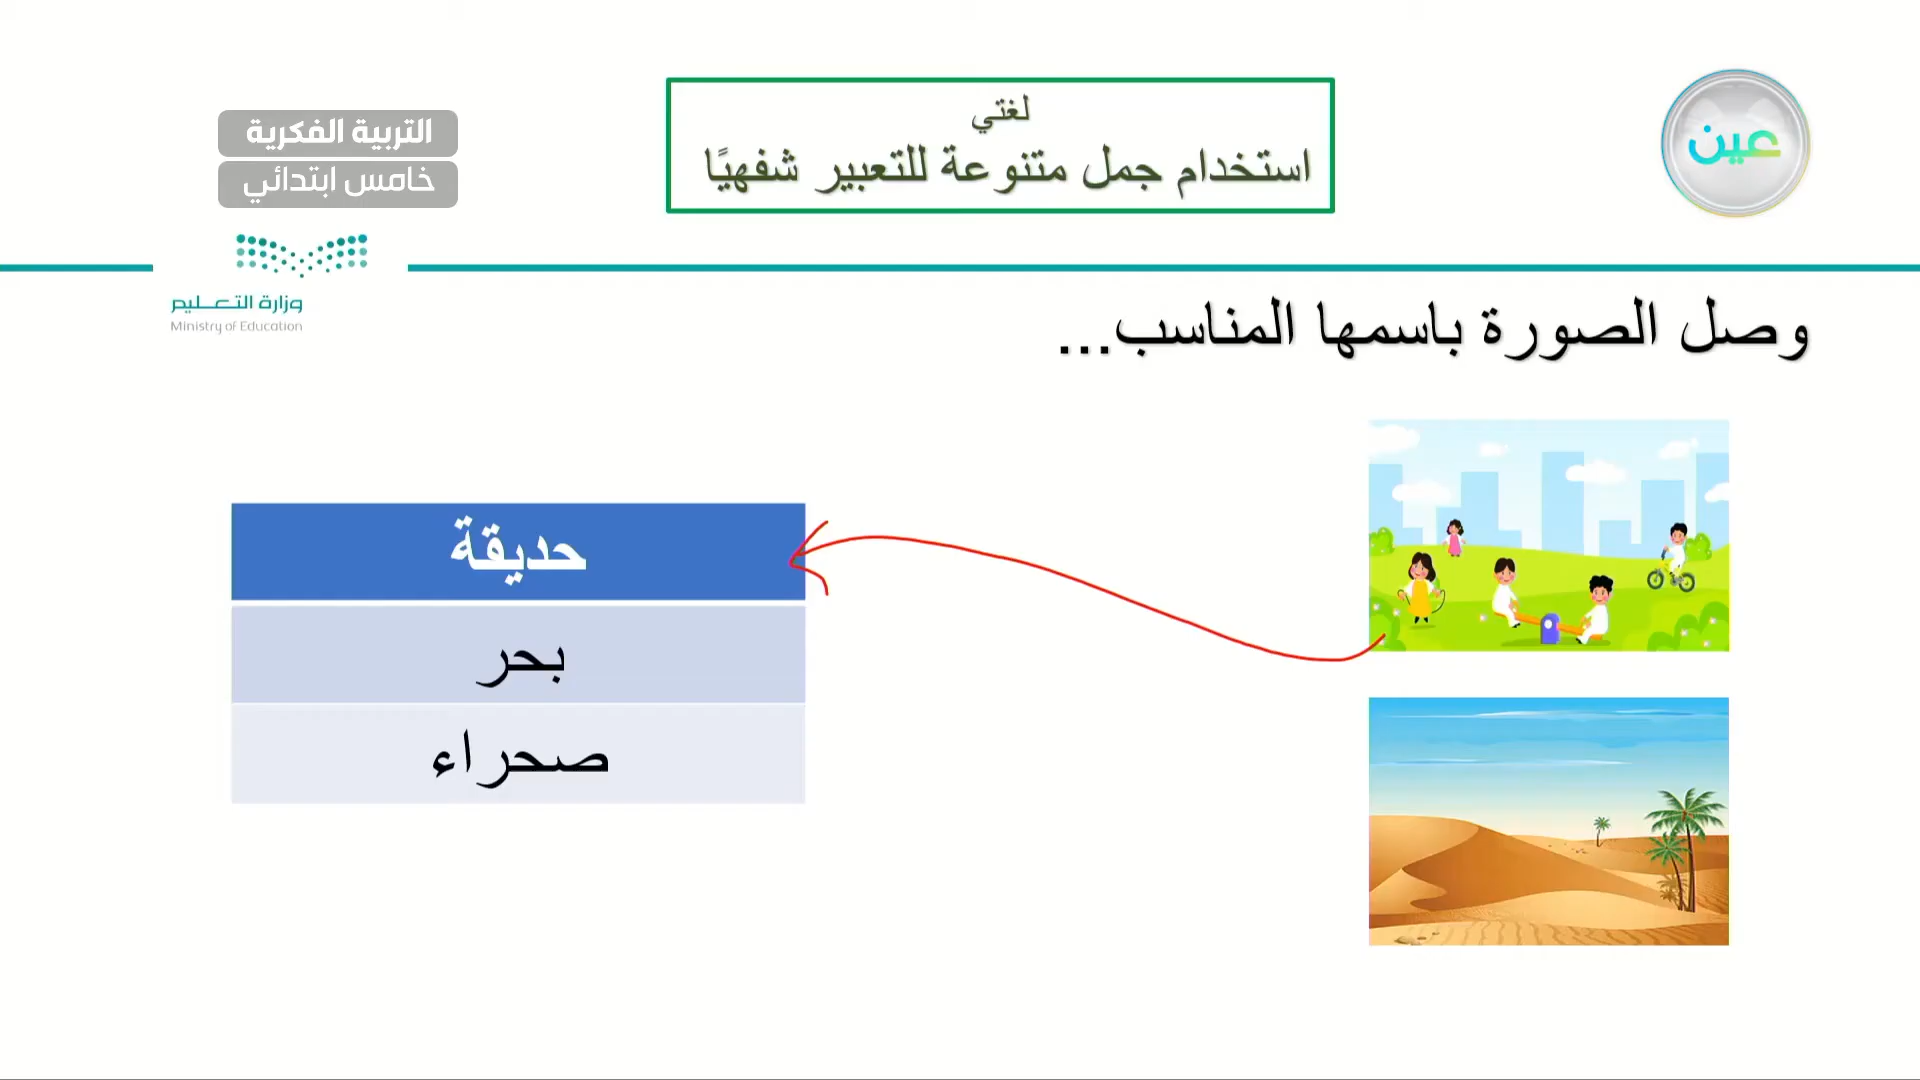 عين
لغتي
استخدام جمل متنوعة للتعبير شفهيًا
التربية الفكرية
خامس ابتدائي
وزارة التعليم
Ministry of Education
وصل الصورة باسمها المناسب...
حديقة
بحر
صحراء